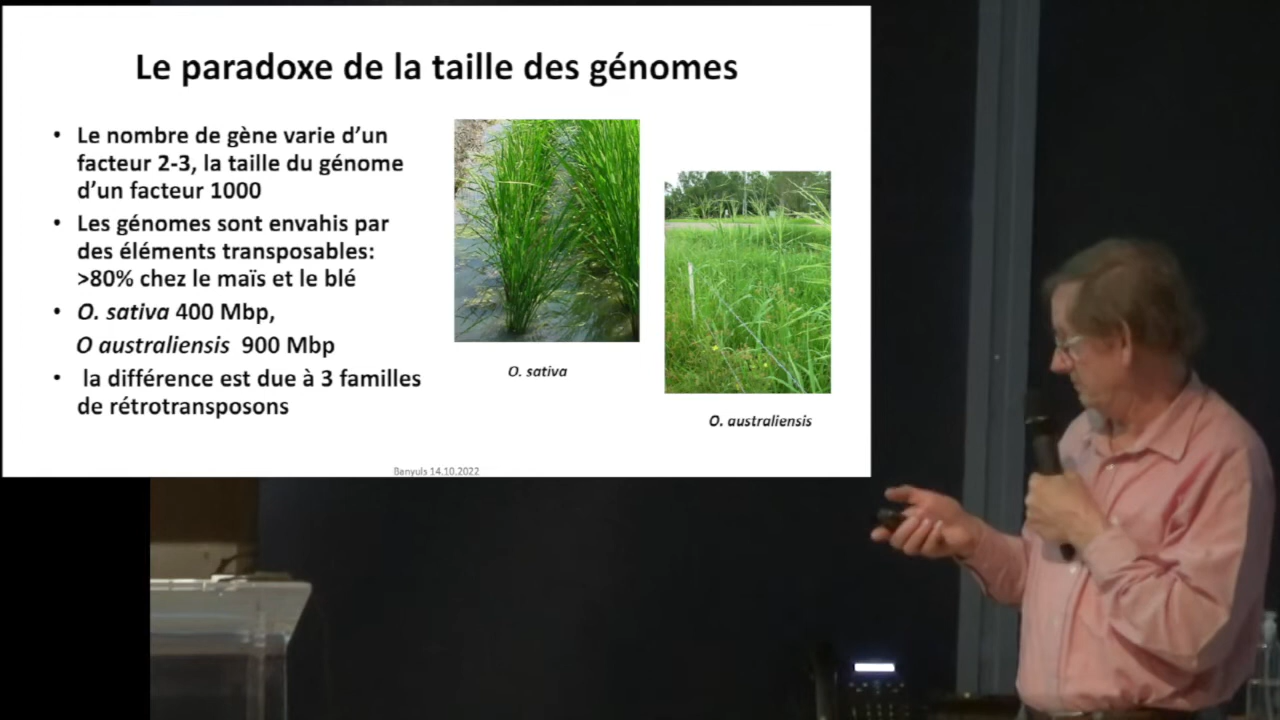 Le paradoxe de la taille des génomes
• Le nombre de gène varie d’un
facteur 2-3, la taille du génome
d’un facteur 1000
• Les génomes sont envahis par
des éléments transposables:
>80% chez le maïs et le blé
• O. sativa 400 Mbp,
O australiensis 900 Mbp
• la différence est due à 3 familles
de rétrotransposons
O. sativa
O. australiensis
Banyuls 14.10.2022